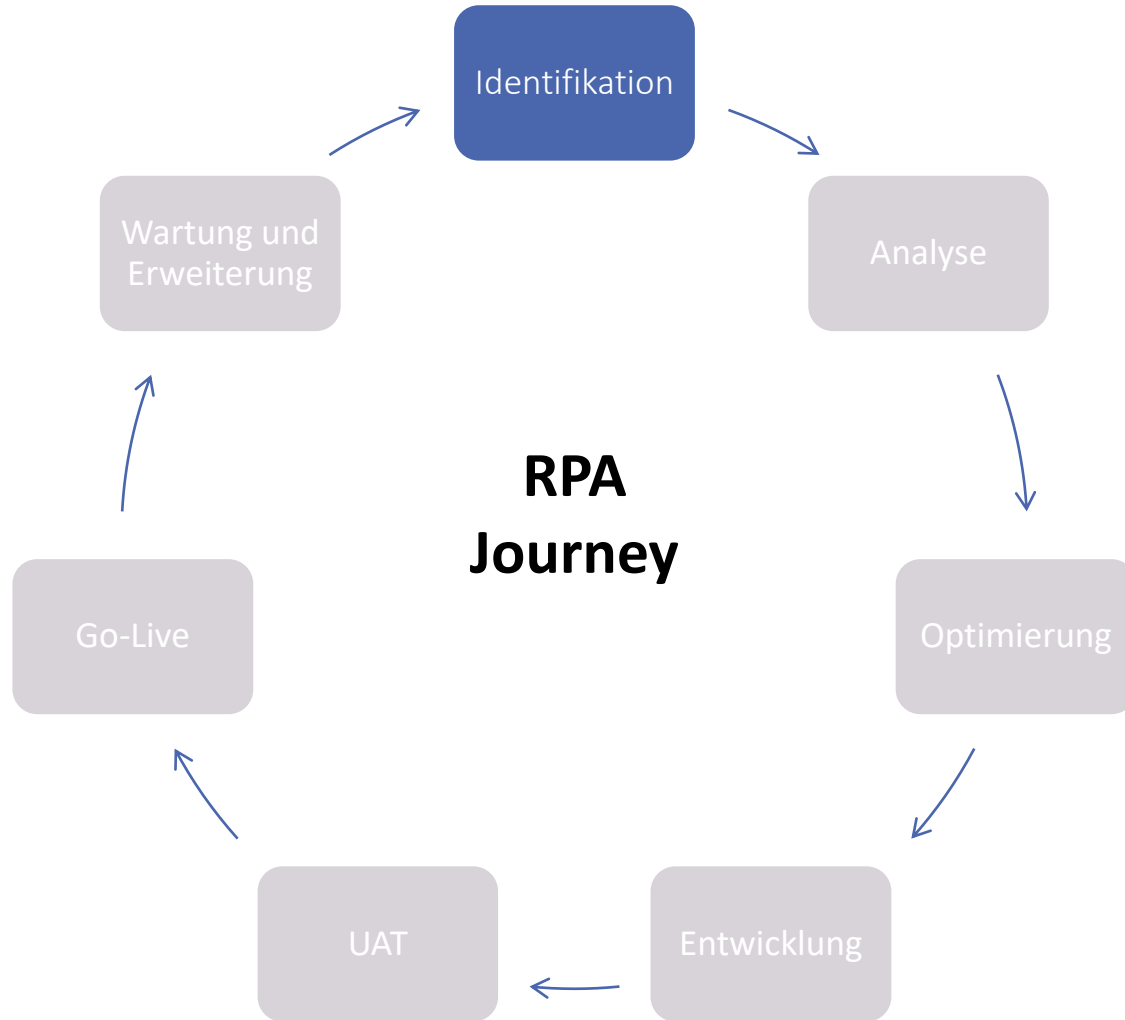 Identifikation
Analyse
Optimierung
Entwicklung
UAT
Go-Live
Wartung und
Erweiterung
RPA
Journey